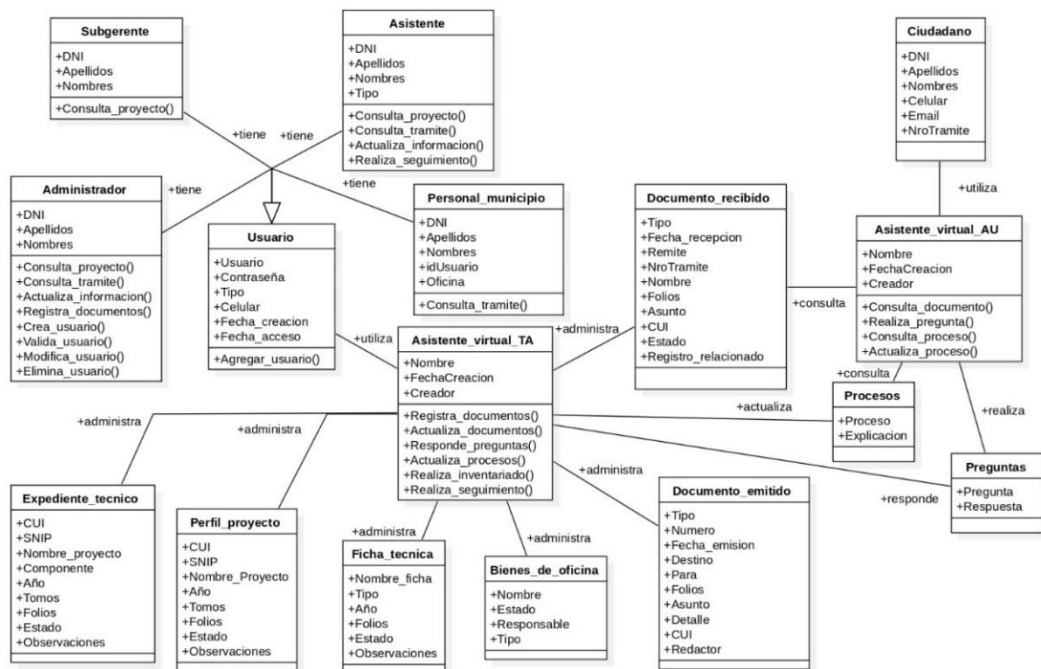 Subgerente
+DNI
+Apellidos
+Nombres
+Consulta_proyecto()
Asistente
+DNI
+Apellidos
+Nombres
+Tipo
+Consulta_proyecto()
+Consulta_tramite()
+Actualiza_informacion()
+Realiza_seguimiento()
Ciudadano
+DNI
+Apellidos
+Nombres
+Celular
+Email
+NroTramite
+tiene
+tiene
+tiene
+tiene
+utiliza
Administrador
+DNI
+Apellidos
+Nombres
+Consulta_proyecto()
+Consulta_tramite()
+Actualiza_informacion()
+Registra_documentos()
+Crea_usuario()
+Valida_usuario()
+Modifica_usuario()
+Elimina_usuario()
Usuario
+Usuario
+Contraseña
+Tipo
+Celular
+Fecha_creacion
+Fecha_acceso
+Agregar_usuario()
Personal_municipio
+DNI
+Apellidos
+Nombres
+idUsuario
+Oficina
+Consulta_tramite()
Documento_recibido
+Tipo
+Fecha_recepcion
+Remite
+NroTramite
+Nombre
+Folios
+Asunto
+CUI
+Estado
+Registro_relacionado
Asistente_virtual_AU
+Nombre
+FechaCreacion
+Creador
+Consulta_documento()
+Realiza_pregunta()
+Consulta_proceso()
+Actualiza_proceso()
+consulta
+utiliza
+administra
+consulta
Asistente_virtual_TA
+Nombre
+FechaCreacion
+Creador
+Registra_documentos()
+Actualiza_documentos()
+Responde_preguntas()
+Actualiza_procesos()
+Realiza_inventariado()
+Realiza_seguimiento()
Procesos
+Proceso
+Explicacion
+actualiza
+realiza
+administra
+administra
+administra
+responde
Preguntas
+Pregunta
+Respuesta
Expediente_tecnico
+CUI
+SNIP
+Nombre_proyecto
+Componente
+Año
+Tomos
+Folios
+Estado
+Observaciones
Perfil_proyecto
+CUI
+SNIP
+Nombre_Proyecto
+Año
+Tomos
+Folios
+Estado
+Observaciones
+administra
+administra
Ficha_tecnica
+Nombre_ficha
+Tipo
+Año
+Folios
+Estado
+Observaciones
Bienes_de_oficina
+Nombre
+Estado
+Responsable
+Tipo
Documento_emitido
+Tipo
+Numero
+Fecha_emision
+Destino
+Para
+Folios
+Asunto
+Detalle
+CUI
+Redactor